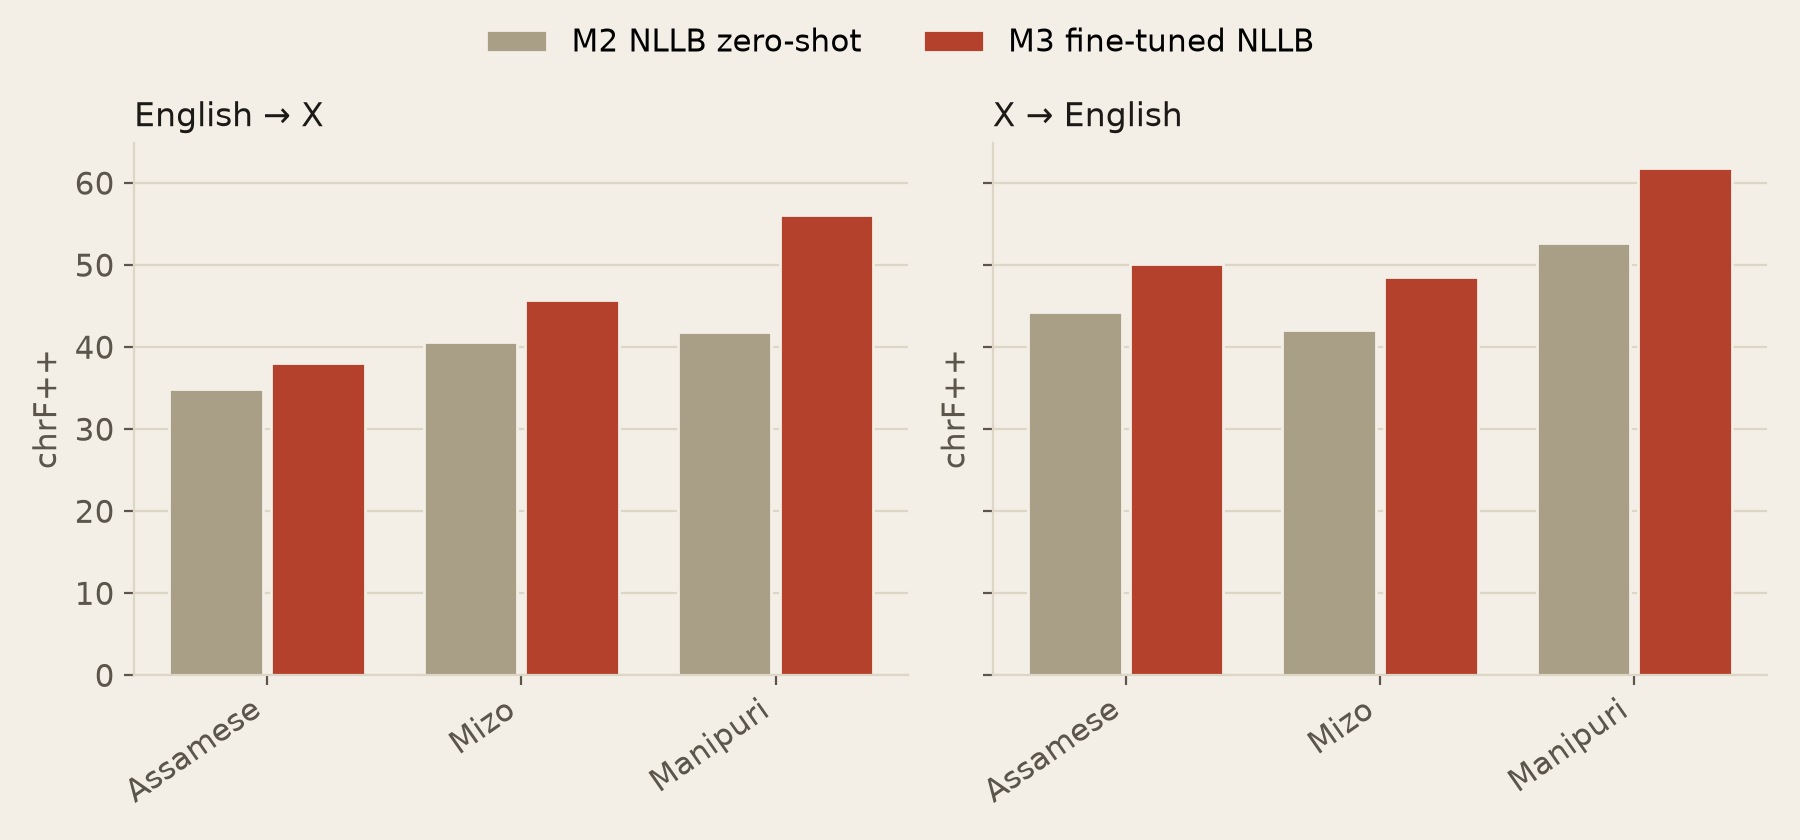 M2 NLLB zero-shot
M3 fine-tuned NLLB
English → X
chrF++
60
50
40
30
20
10
0
Assamese
Mizo
Manipuri
X → English
chrF++
Assamese
Mizo
Manipuri